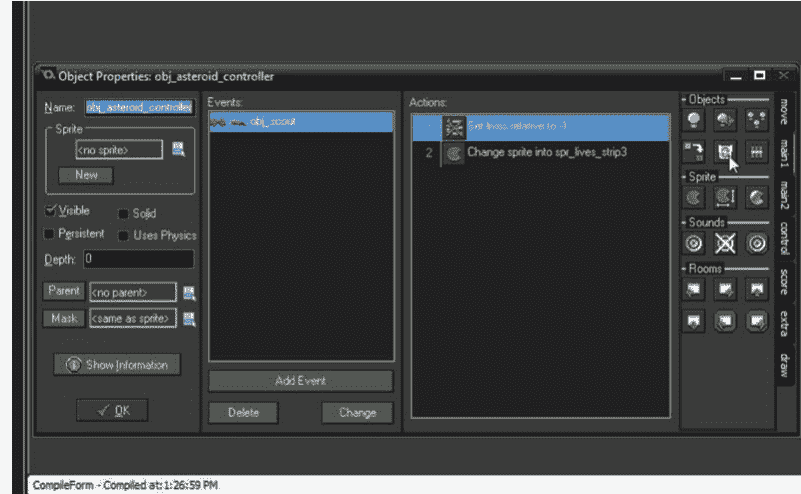 Object Properties: obj_asteroid_controller
Name: obj_asteroid_controller
Sprite
<no sprite>
New
Visible
Solid
Persistent
Uses Physics
Depth: 0
Parent
<no parent>
Mask
<same as sprite>
Show Information
OK
Events:
obj_scout
Add Event
Delete
Change
Actions:
Set lives relative to -1
2 Change sprite into spr_lives_strip3
Objects
Sprite
Sounds
Rooms
move
main1
main2
control
score
extra
draw
CompileForm - Compiled at: 1:26:59 PM